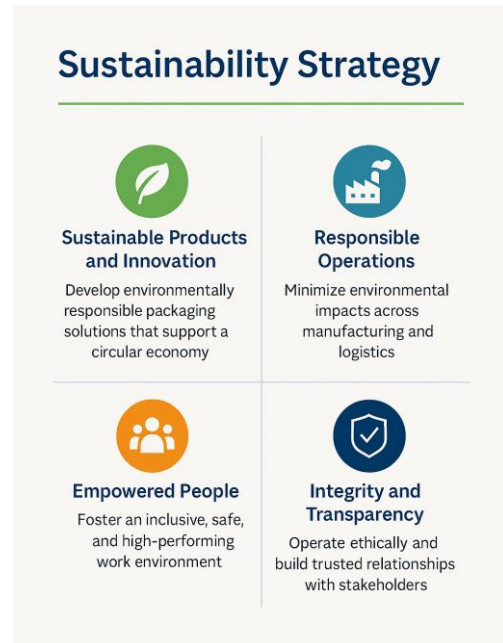 Sustainability Strategy
Sustainable Products
and Innovation
Develop environmentally
responsible packaging
solutions that support a
circular economy
Responsible
Operations
Minimize environmental
impacts across
manufacturing and
logistics
Empowered People
Foster an inclusive, safe,
and high-performing
work environment
Integrity and
Transparency
Operate ethically and
build trusted relationships
with stakeholders